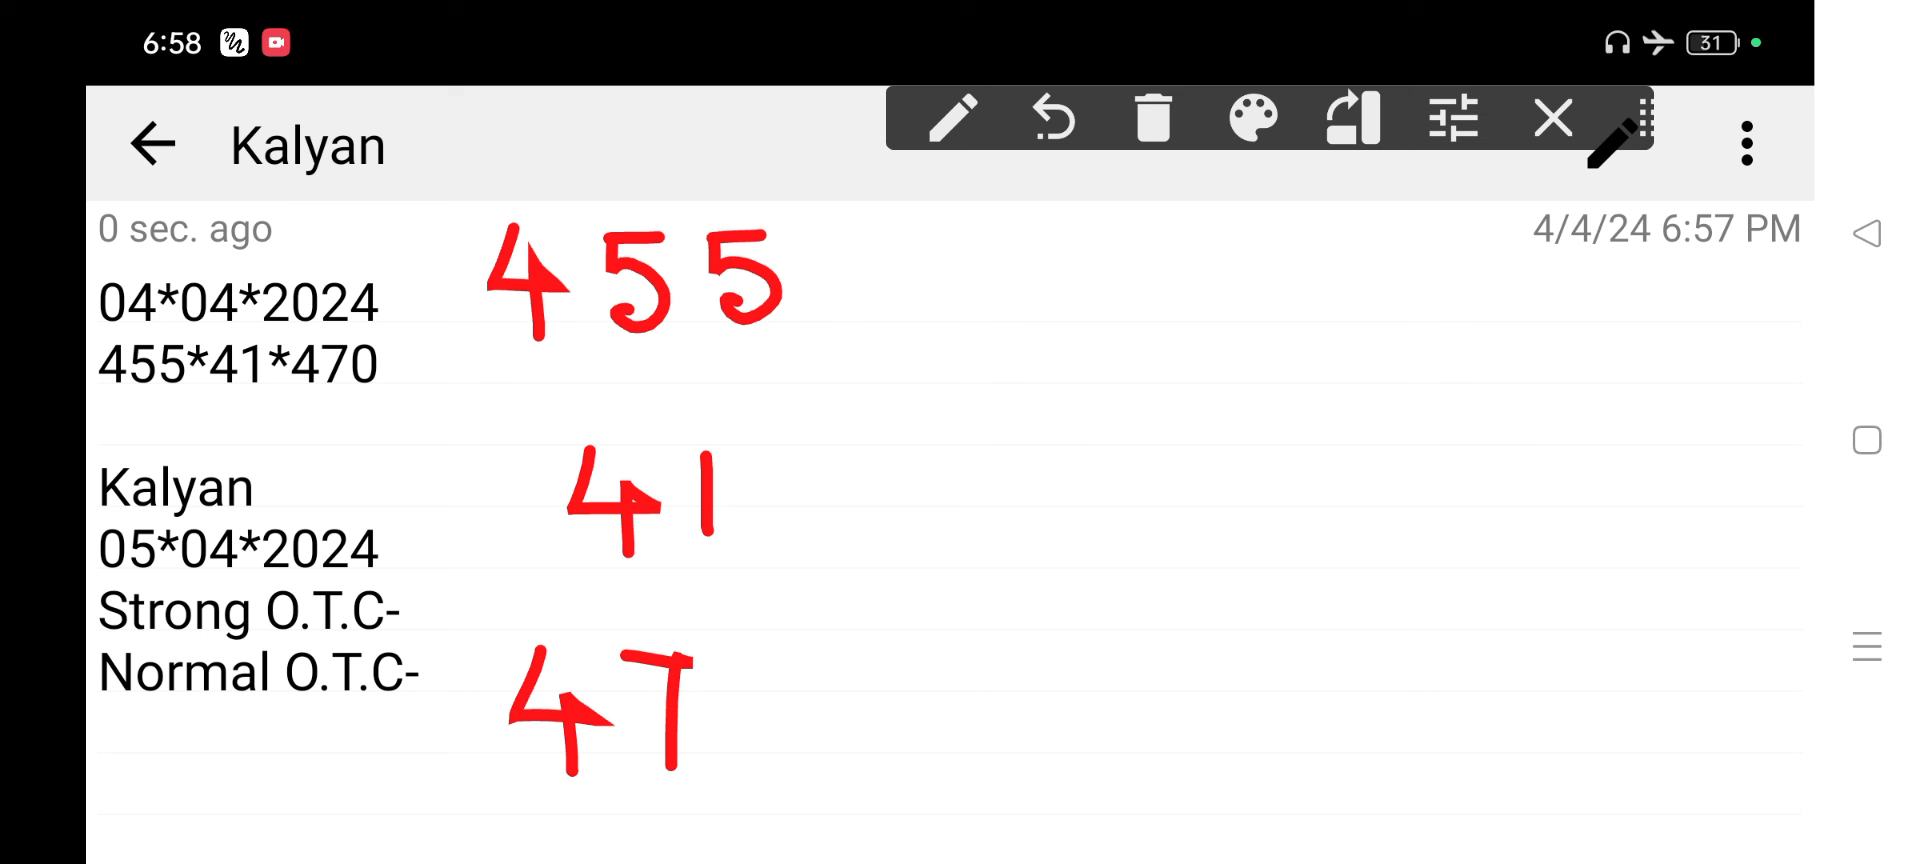 6:58
31
Kalyan
0 sec. ago
4/4/24 6:57 PM
04*04*2024
455
455*41*470
Kalyan
41
05*04*2024
Strong O.T.C-
Normal O.T.C-
47